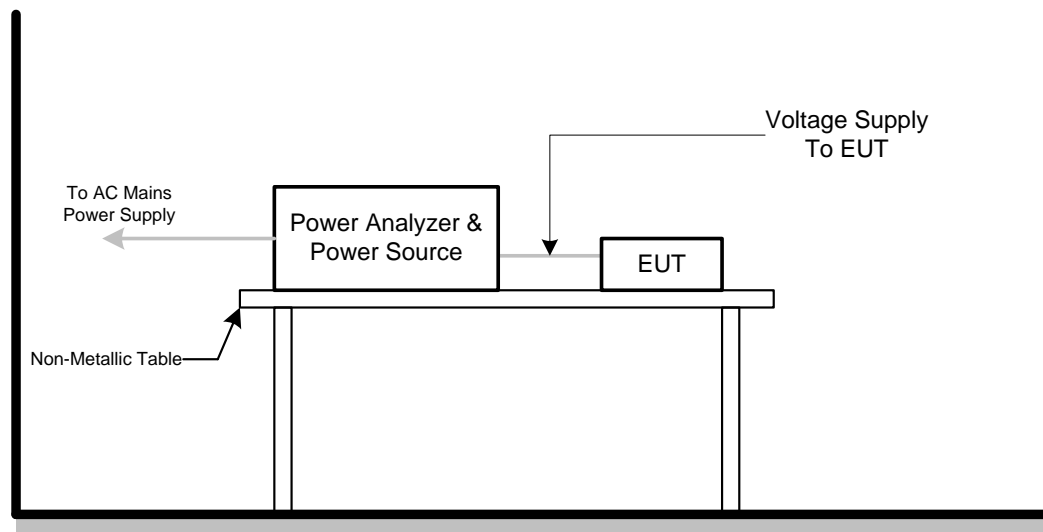 Voltage Supply
To EUT
To AC Mains
Power Supply
Power Analyzer &
Power Source
EUT
Non-Metallic Table